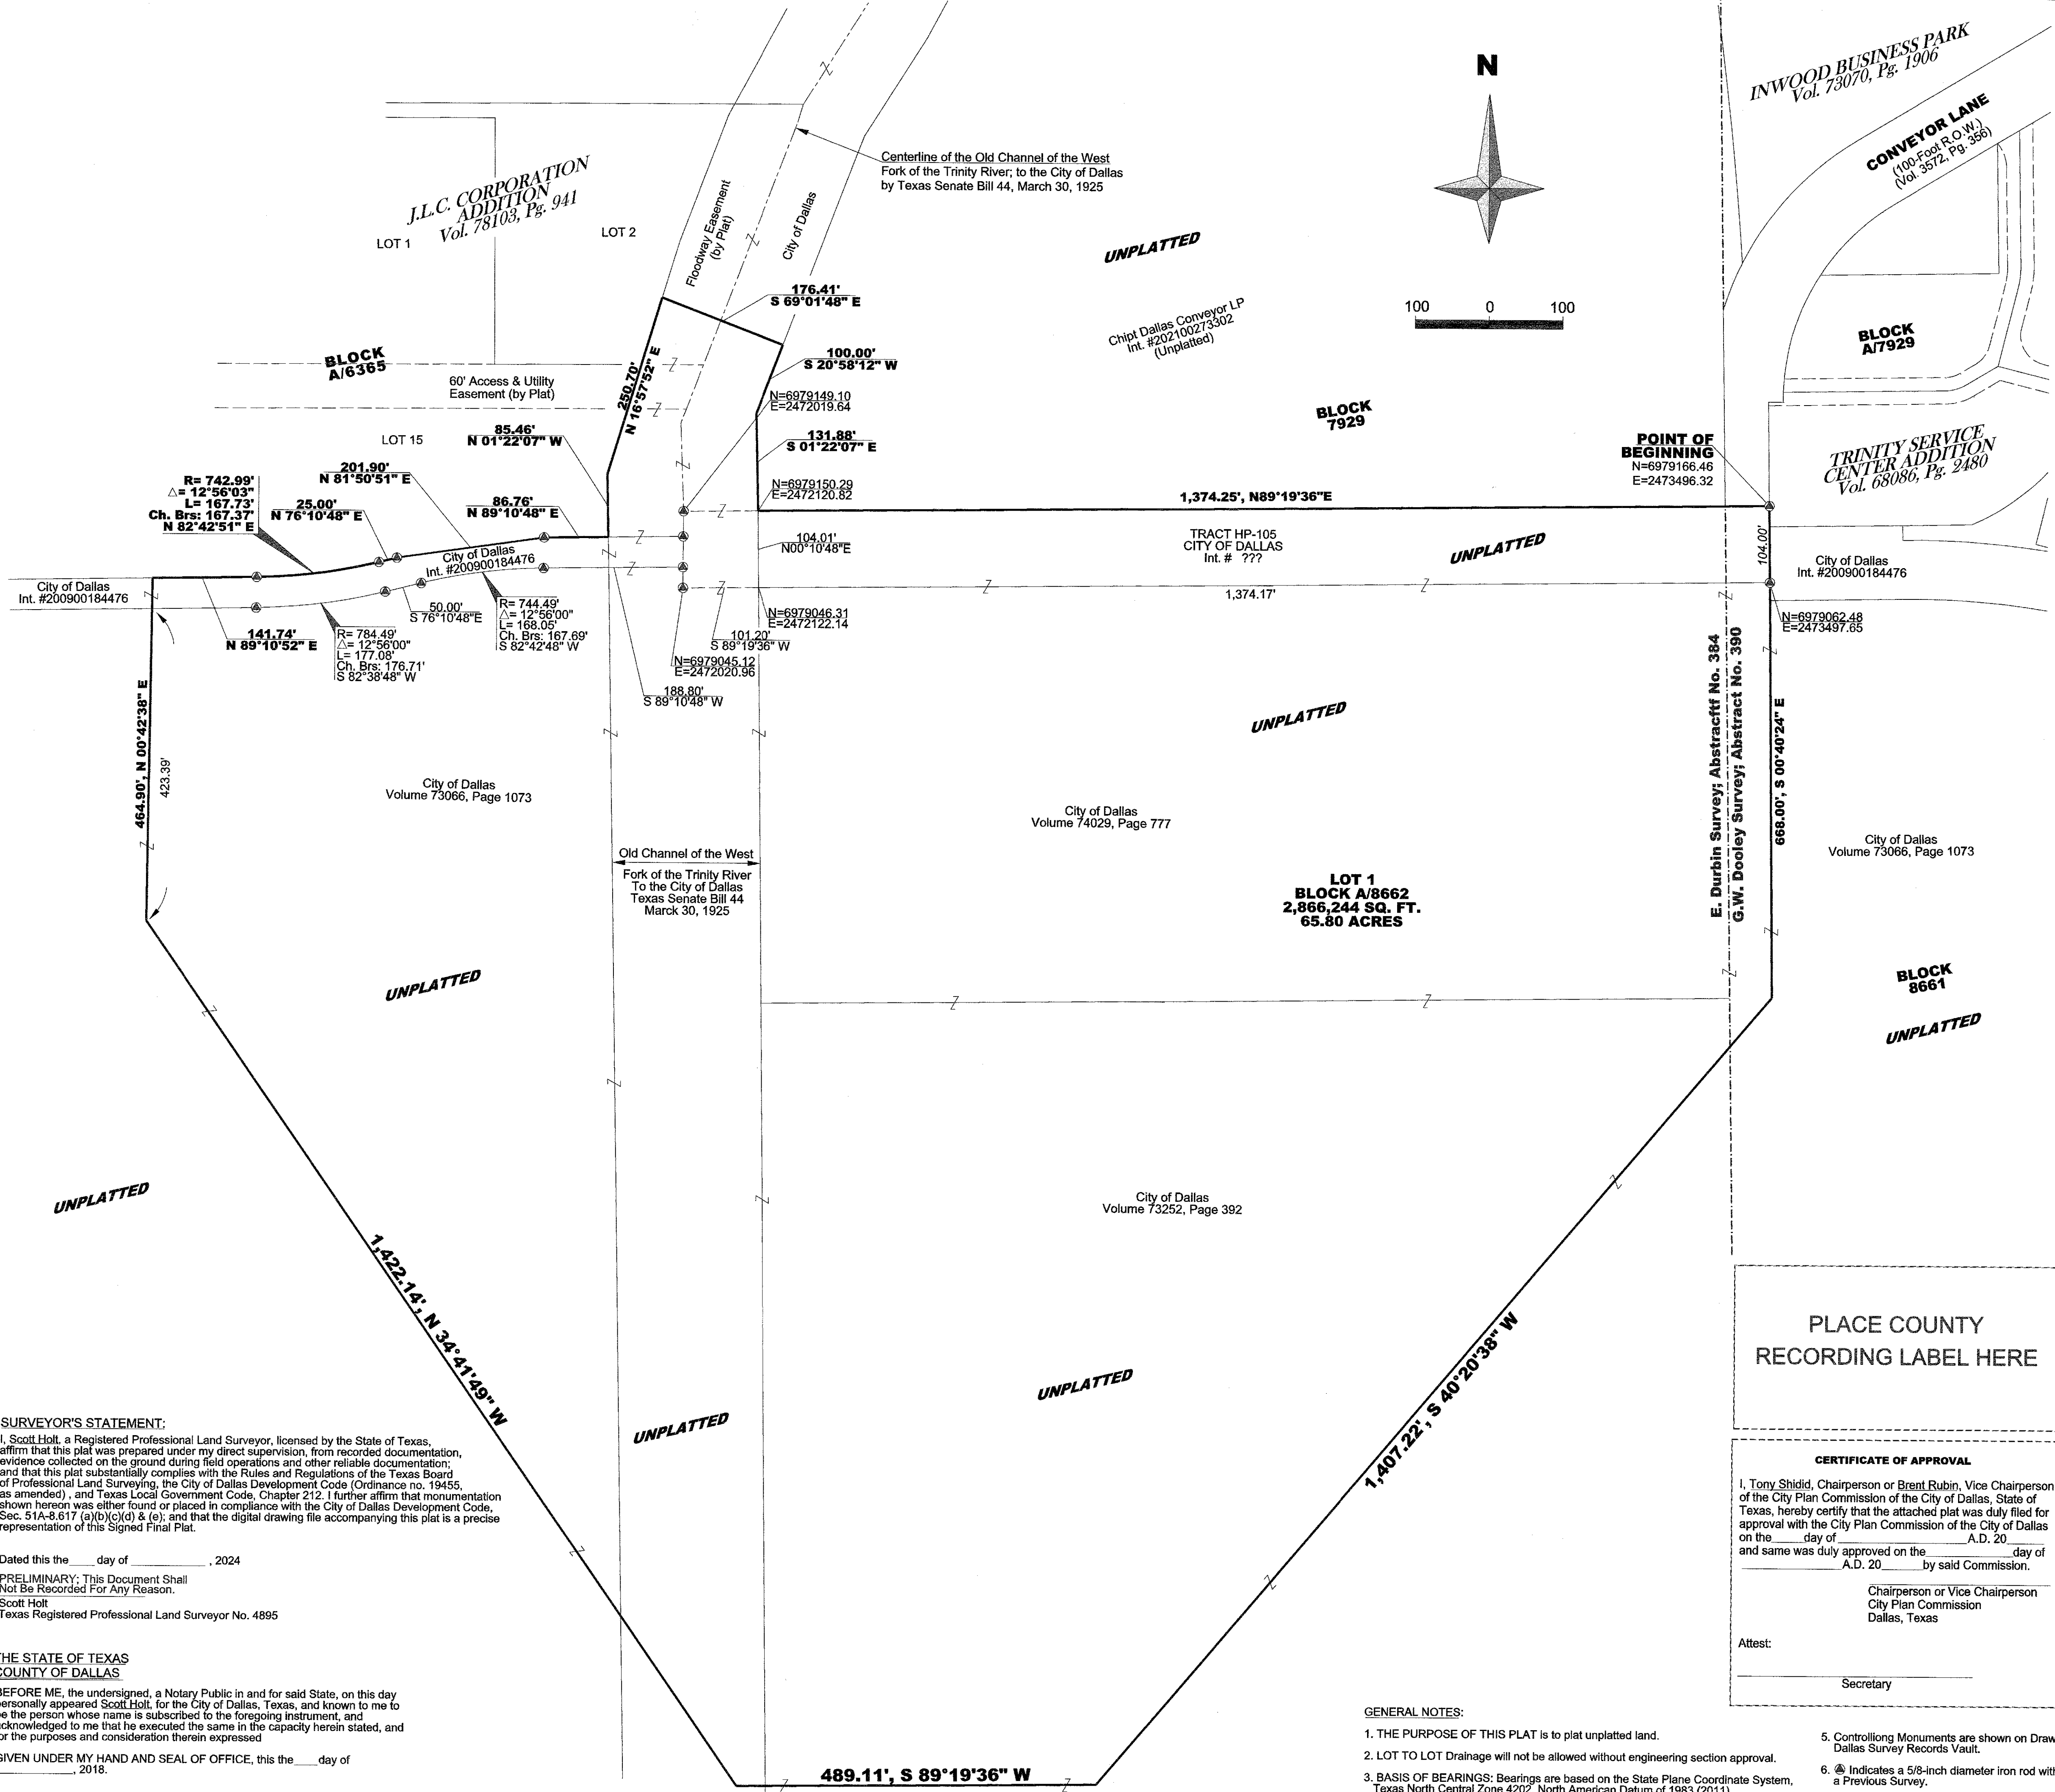 INWOOD BUSINESS PARK
Vol. 73070, Pg. 1906
CONVEYOR LANE
(100-Foot R.O.W.)
(Vol. 3572, Pg. 356)
N
Centerline of the Old Channel of the West
Fork of the Trinity River; to the City of Dallas
by Texas Senate Bill 44, March 30, 1925
J.L.C. CORPORATION
ADDITION
Vol. 78103, Pg. 941
LOT 1
LOT 2
Floodway Easement
(by Plat)
City of Dallas
UNPLATTED
176.41'
S 69°01'48" E
100 0 100
Chipt Dallas Conveyor LP
Int. #202100273302
(Unplatted)
BLOCK
A/7929
BLOCK
A/6365
60' Access & Utility
Easement (by Plat)
250.70'
N 16°57'52" E
100.00'
S 20°58'12" W
N=6979149.10
E=2472019.64
BLOCK
7929
LOT 15
85.46'
N 01°22'07" W
131.88'
S 01°22'07" E
POINT OF
BEGINNING
N=6979166.46
E=2473496.32
TRINITY SERVICE
CENTER ADDITION
Vol. 68086, Pg. 2480
R= 742.99'
△= 12°56'03"
L= 167.73'
Ch. Brs: 167.37'
N 82°42'51" E
25.00'
N 76°10'48" E
201.90'
N 81°50'51" E
86.76'
N 89°10'48" E
N=6979150.29
E=2472120.82
1,374.25', N89°19'36"E
104.01'
N00°10'48"E
TRACT HP-105
CITY OF DALLAS
Int. # ???
UNPLATTED
104.00'
City of Dallas
Int. #200900184476
City of Dallas
Int. #200900184476
City of Dallas
Int. #200900184476
1,374.17'
141.74'
N 89°10'52" E
R= 784.49'
△= 12°56'00"
L= 177.08'
Ch. Brs: 176.71'
S 82°38'48" W
50.00'
S 76°10'48"E
R= 744.49'
△= 12°56'00"
L= 168.05'
Ch. Brs: 167.69'
S 82°42'48" W
N=6979046.31
E=2472122.14
101.20'
S 89°19'36" W
N=6979045.12
E=2472020.96
188.80'
S 89°10'48" W
N=6979062.48
E=2473497.65
464.90', N 00°42'38" E
423.39'
E. Durbin Survey; Abstracftf No. 384
G.W. Dooley Survey; Abstract No. 390
668.00', S 00°40'24" E
UNPLATTED
City of Dallas
Volume 73066, Page 1073
City of Dallas
Volume 74029, Page 777
City of Dallas
Volume 73066, Page 1073
Old Channel of the West
Fork of the Trinity River
To the City of Dallas
Texas Senate Bill 44
Marck 30, 1925
LOT 1
BLOCK A/8662
2,866,244 SQ. FT.
65.80 ACRES
UNPLATTED
BLOCK
8661
UNPLATTED
UNPLATTED
City of Dallas
Volume 73252, Page 392
1,422.14', N 34°41'49" W
1,407.22', S 40°20'38" W
UNPLATTED
UNPLATTED
489.11', S 89°19'36" W
PLACE COUNTY
RECORDING LABEL HERE
SURVEYOR'S STATEMENT:
I, Scott Holt, a Registered Professional Land Surveyor, licensed by the State of Texas,
affirm that this plat was prepared under my direct supervision, from recorded documentation,
evidence collected on the ground during field operations and other reliable documentation;
and that this plat substantially complies with the Rules and Regulations of the Texas Board
of Professional Land Surveying, the City of Dallas Development Code (Ordinance no. 19455,
as amended) , and Texas Local Government Code, Chapter 212. I further affirm that monumentation
shown hereon was either found or placed in compliance with the City of Dallas Development Code,
Sec. 51A-8.617 (a)(b)(c)(d) & (e); and that the digital drawing file accompanying this plat is a precise
representation of this Signed Final Plat.
Dated this the____ day of ____________ , 2024
PRELIMINARY; This Document Shall
Not Be Recorded For Any Reason.
Scott Holt
Texas Registered Professional Land Surveyor No. 4895
THE STATE OF TEXAS
COUNTY OF DALLAS
BEFORE ME, the undersigned, a Notary Public in and for said State, on this day
personally appeared Scott Holt, for the City of Dallas, Texas, and known to me to
be the person whose name is subscribed to the foregoing instrument, and
acknowledged to me that he executed the same in the capacity herein stated, and
for the purposes and consideration therein expressed
GIVEN UNDER MY HAND AND SEAL OF OFFICE, this the____day of
____________, 2018.
CERTIFICATE OF APPROVAL
I, Tony Shidid, Chairperson or Brent Rubin, Vice Chairperson
of the City Plan Commission of the City of Dallas, State of
Texas, hereby certify that the attached plat was duly filed for
approval with the City Plan Commission of the City of Dallas
on the_____day of ____________________A.D. 20______
and same was duly approved on the______________day of
________________A.D. 20______by said Commission.
Chairperson or Vice Chairperson
City Plan Commission
Dallas, Texas
Attest:
Secretary
GENERAL NOTES:
1. THE PURPOSE OF THIS PLAT is to plat unplatted land.
2. LOT TO LOT Drainage will not be allowed without engineering section approval.
3. BASIS OF BEARINGS: Bearings are based on the State Plane Coordinate System,
Texas North Central Zone 4202, North American Datum of 1983 (2011)
5. Controlliong Monuments are shown on Draw
Dallas Survey Records Vault.
6. Indicates a 5/8-inch diameter iron rod with
a Previous Survey.